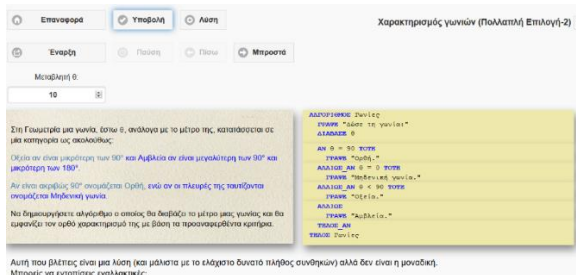 Επαναφορά
Υποβολή
Λύση
Χαρακτηρισμός γωνιών (Πολλαπλή Επιλογή-2)
Έναρξη
Παύση
Πίσω
Μπροστά
Μεταβλητή θ:
10
Στη Γεωμετρία μια γωνία, έστω θ, ανάλογα με το μέτρο της, κατατάσσεται σε
μία κατηγορία ως ακολούθως:
Οξεία αν είναι μικρότερη των 90° και Αμβλεία αν είναι μεγαλύτερη των 90° και
μικρότερη των 180°.
Αν είναι ακριβώς 90° ονομάζεται Ορθή, ενώ αν οι πλευρές της ταυτίζονται
ονομάζεται Μηδενική γωνία.
Να δημιουργήσετε αλγόριθμο ο οποίος θα διαβάζει το μέτρο μιας γωνίας και θα
εμφανίζει τον ορθό χαρακτηρισμό της με βάση τα προαναφερθέντα κριτήρια.
ΑΛΓΟΡΙΘΜΟΣ Γωνίες
ΓΡΑΨΕ "Δώσε τη γωνία:"
ΔΙΑΒΑΣΕ θ
ΑΝ θ = 90 ΤΟΤΕ
ΓΡΑΨΕ "Ορθή."
ΑΛΛΙΩΣ_ΑΝ θ = 0 ΤΟΤΕ
ΓΡΑΨΕ "Μηδενική γωνία."
ΑΛΛΙΩΣ_ΑΝ θ < 90 ΤΟΤΕ
ΓΡΑΨΕ "Οξεία."
ΑΛΛΙΩΣ
ΓΡΑΨΕ "Αμβλεία."
ΤΕΛΟΣ_ΑΝ
ΤΕΛΟΣ Γωνίες
Αυτή που βλέπεις είναι μια λύση (και μάλιστα με το ελάχιστο δυνατό πλήθος συνθηκών) αλλά δεν είναι η μοναδική.
Μπορείς να εντοπίσεις εναλλακτικές;